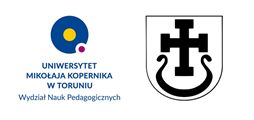 UNIWERSYTET
MIKOŁAJA KOPERNIKA
W TORUNIU
Wydział Nauk Pedagogicznych